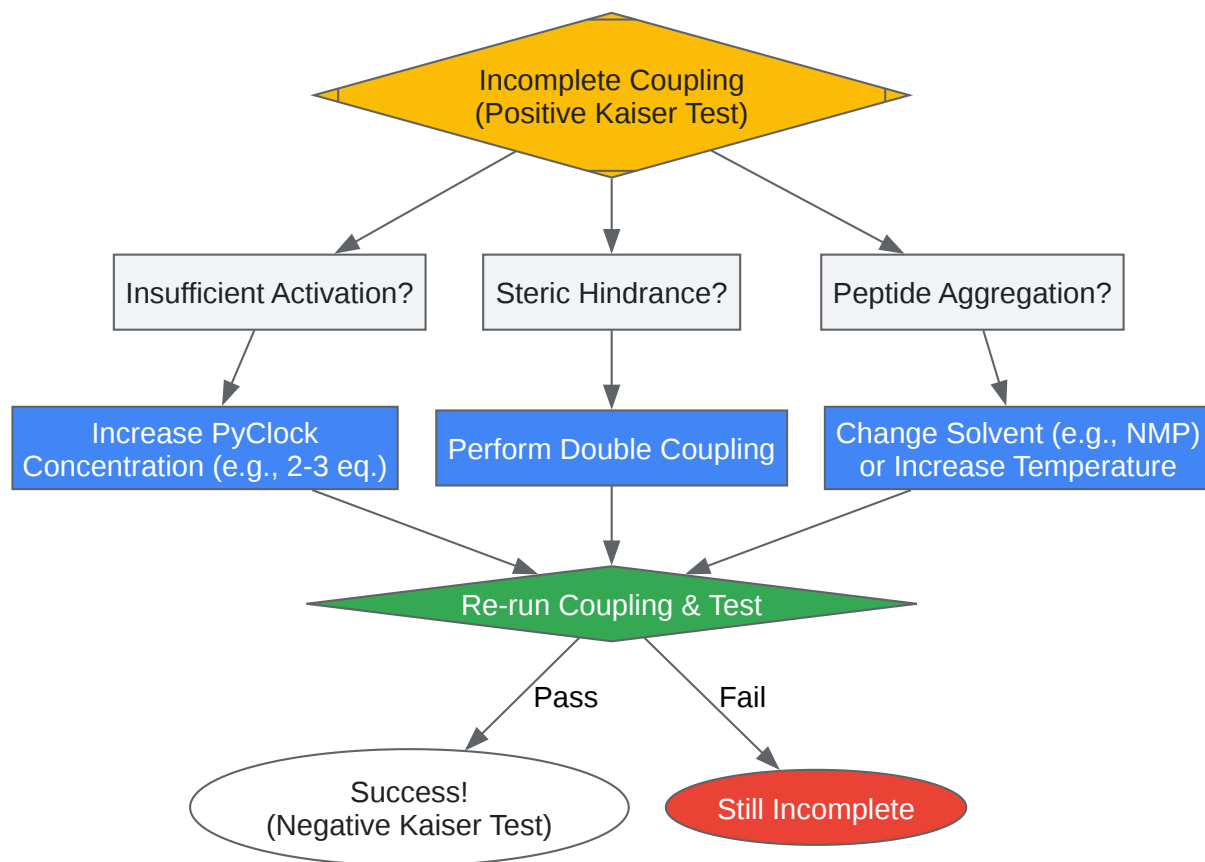 Incomplete Coupling
(Positive Kaiser Test)
Insufficient Activation?
Steric Hindrance?
Peptide Aggregation?
Increase PyClock
Concentration (e.g., 2-3 eq.)
Perform Double Coupling
Change Solvent (e.g., NMP)
or Increase Temperature
Re-run Coupling & Test
Pass
Fail
Success!
(Negative Kaiser Test)
Still Incomplete